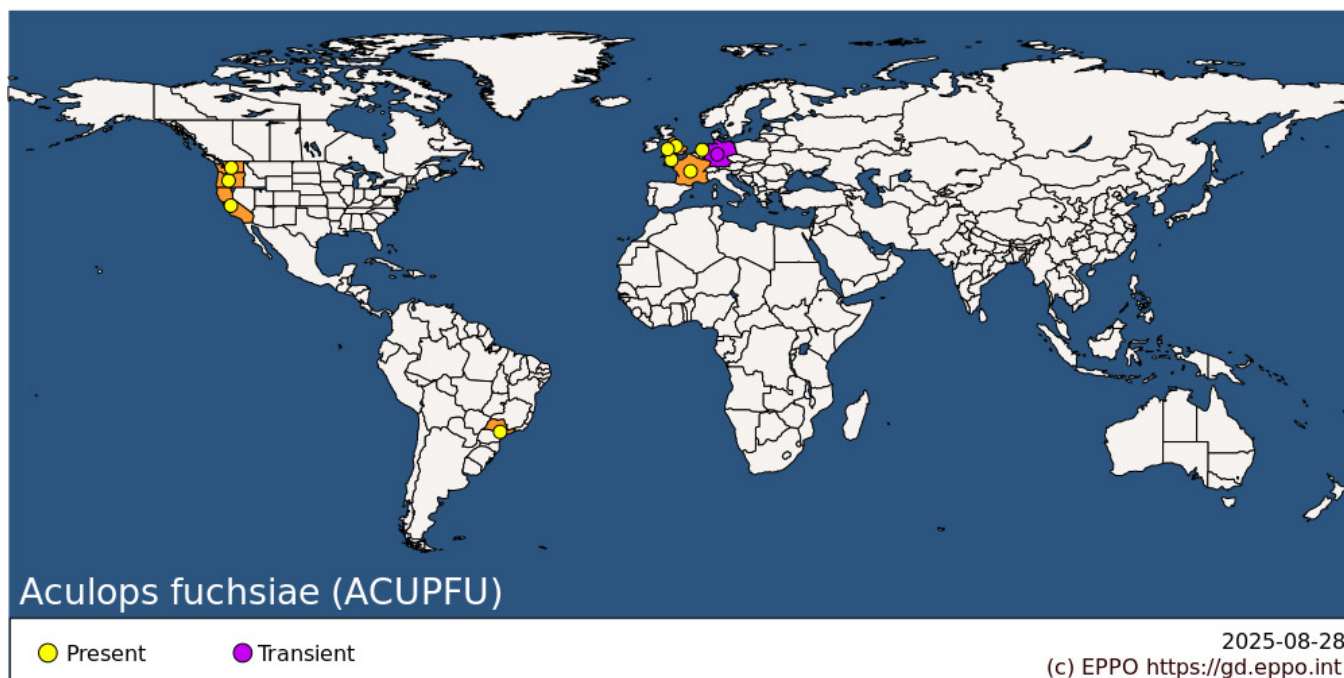 Aculops fuchsiae (ACUPFU)
Present
Transient
2025-08-28
(c) EPPO https://gd.eppo.int